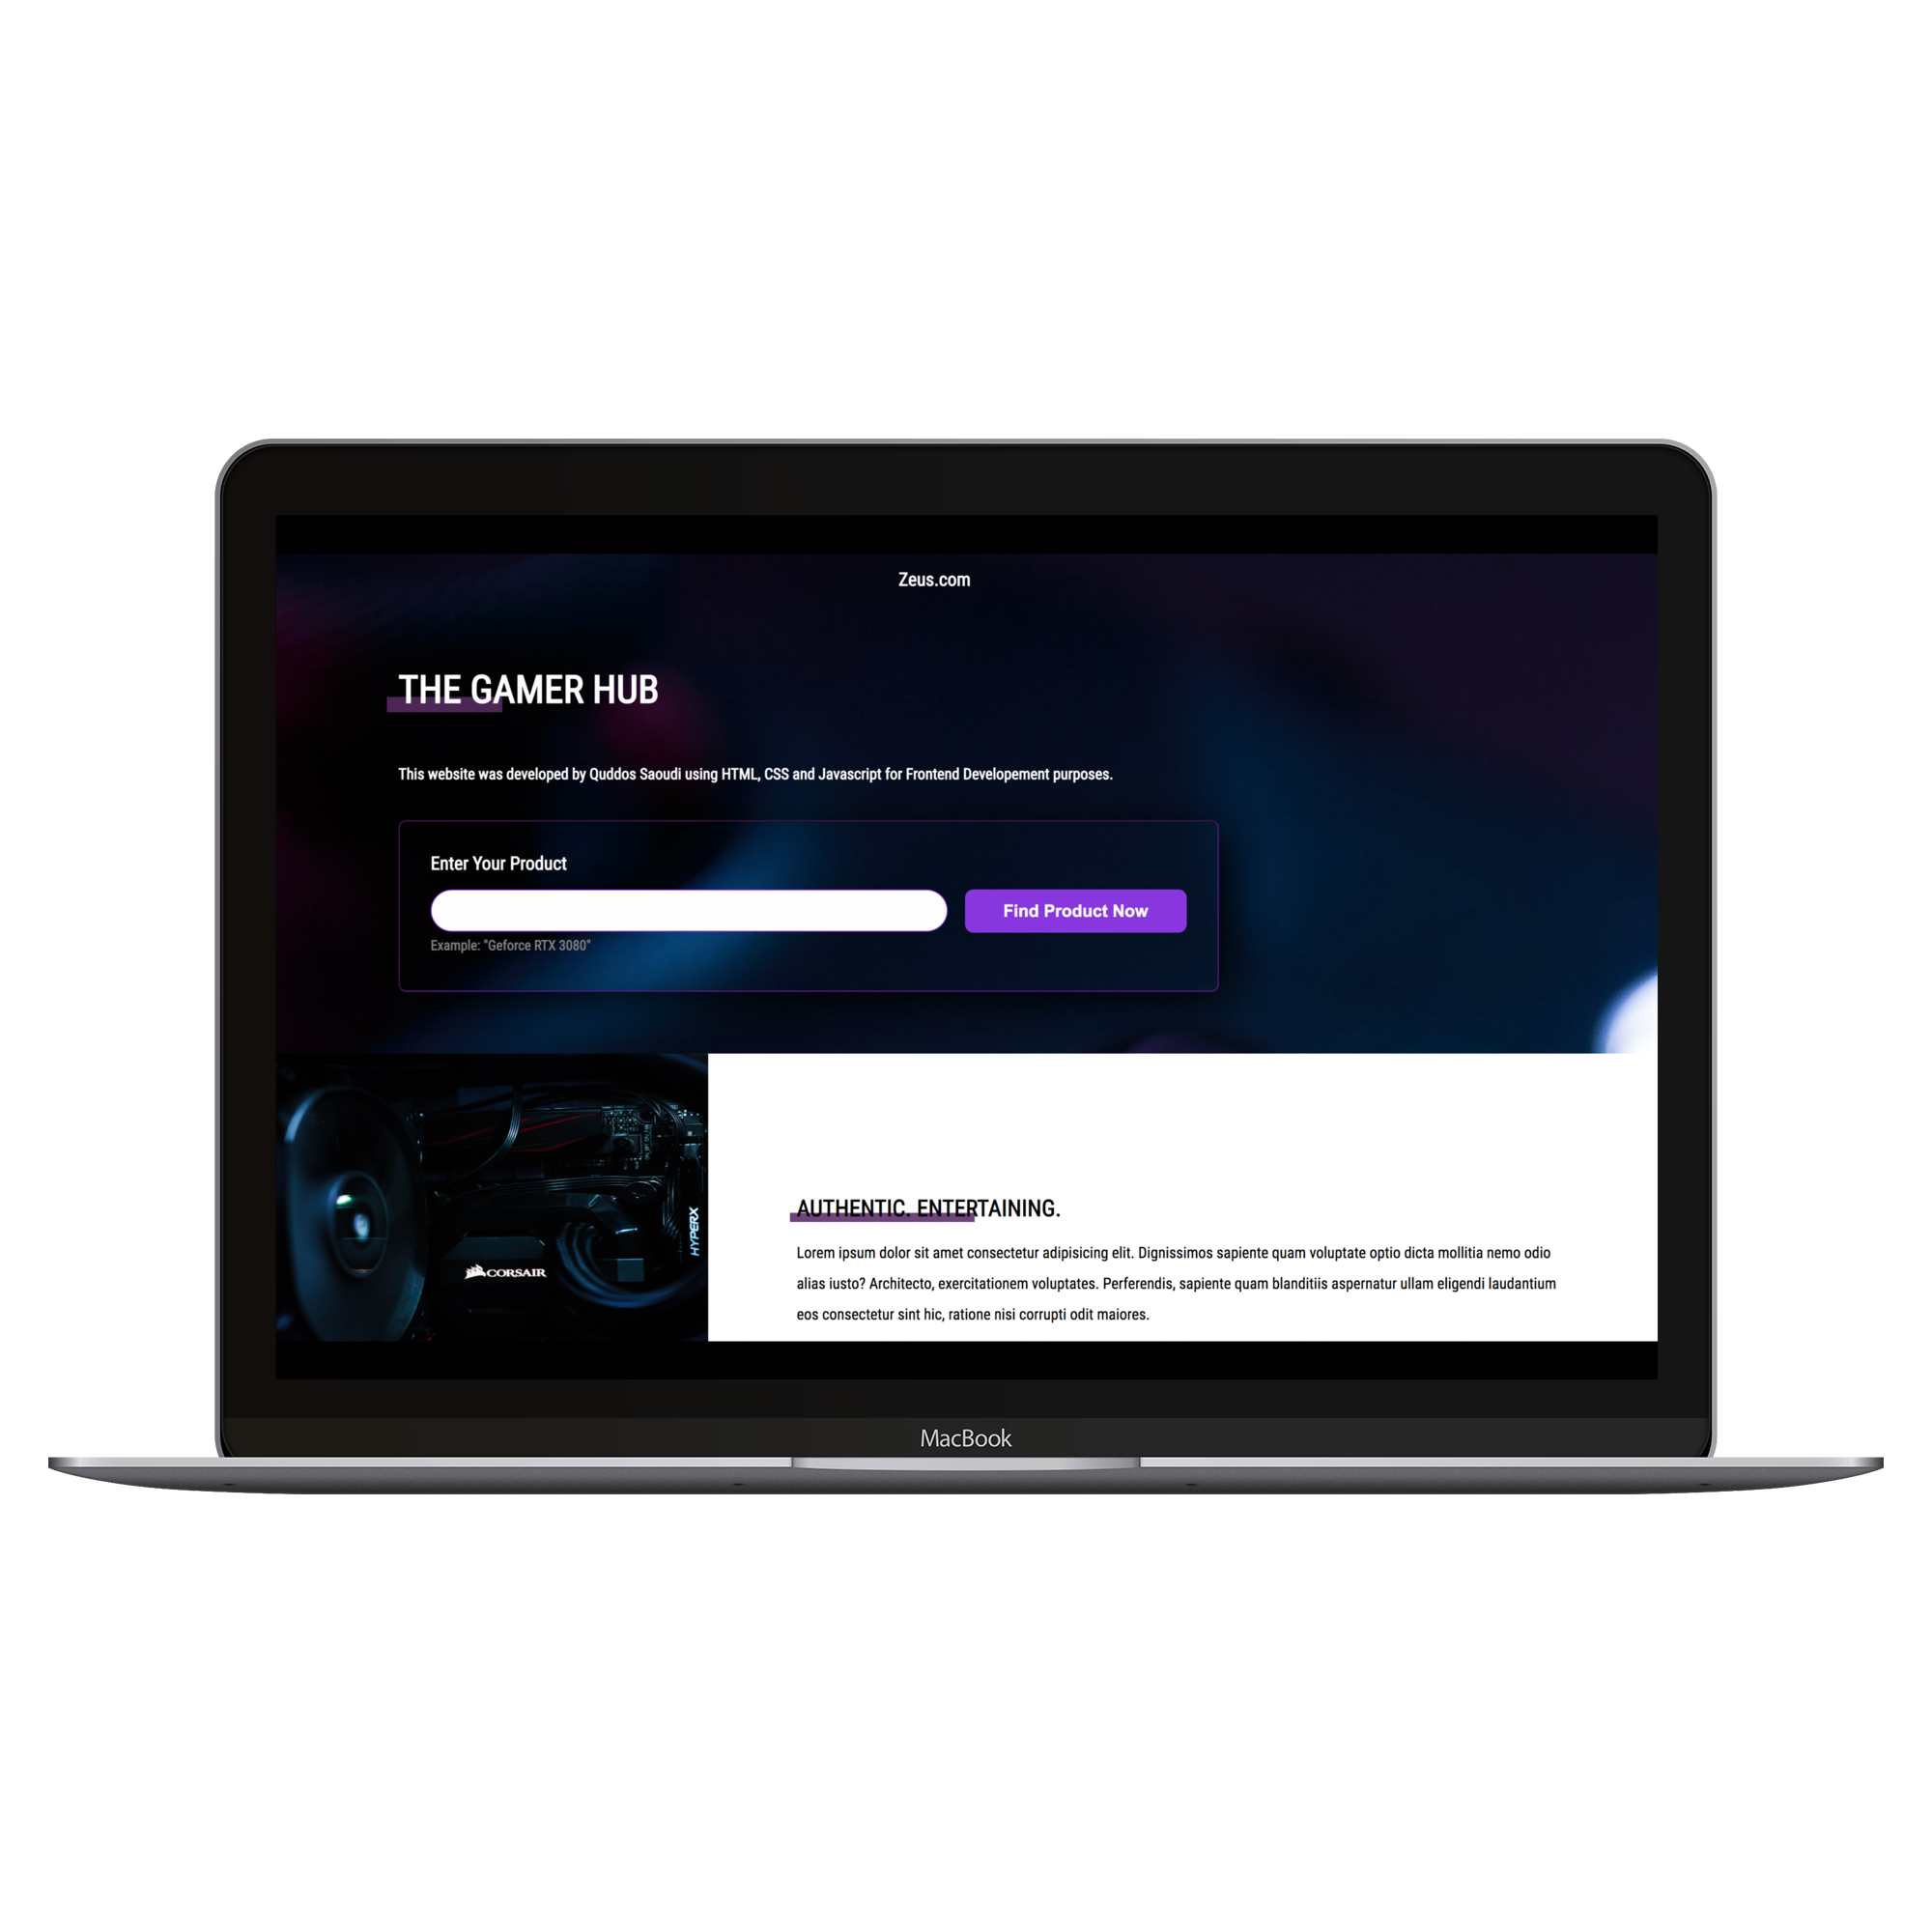 Zeus.com
THE GAMER HUB
This website was developed by Quddos Saoudi using HTML, CSS and Javascript for Frontend Developement purposes.
Enter Your Product
Find Product Now
Example: "Geforce RTX 3080"
HYPERX
CORSAIR
AUTHENTIC. ENTERTAINING.
Lorem ipsum dolor sit amet consectetur adipisicing elit. Dignissimos sapiente quam voluptate optio dicta mollitia nemo odio
alias iusto? Architecto, exercitationem voluptates. Perferendis, sapiente quam blanditiis aspernatur ullam eligendi laudantium
eos consectetur sint hic, ratione nisi corrupti odit maiores.
MacBook